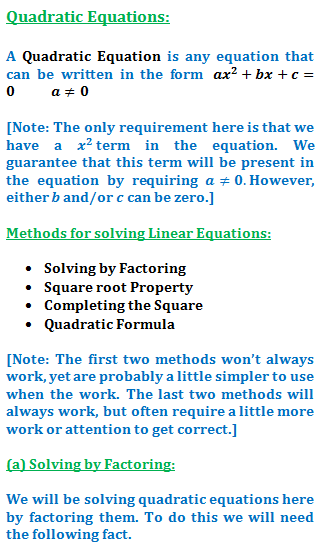 Quadratic Equations:
A Quadratic Equation is any equation that
can be written in the form ax² + bx + c =
0 a ≠ 0
[Note: The only requirement here is that we
have a x² term in the equation. We
guarantee that this term will be present in
the equation by requiring a ≠ 0. However,
either b and/or c can be zero.]
Methods for solving Linear Equations:
• Solving by Factoring
• Square root Property
• Completing the Square
• Quadratic Formula
[Note: The first two methods won't always
work, yet are probably a little simpler to use
when the work. The last two methods will
always work, but often require a little more
work or attention to get correct.]
(a) Solving by Factoring:
We will be solving quadratic equations here
by factoring them. To do this we will need
the following fact.